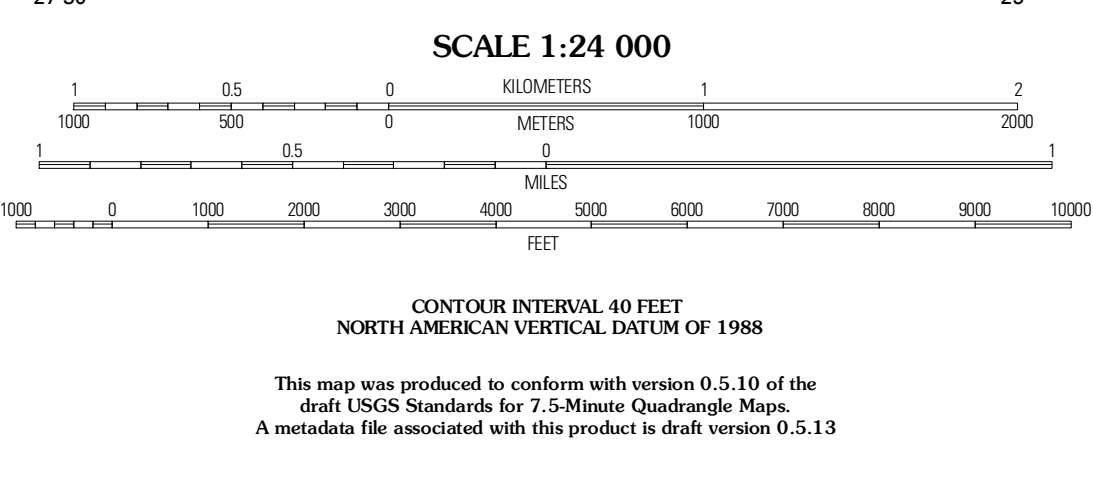 27'30"
25'
SCALE 1:24 000
1 0.5 0 KILOMETERS 1 2
1000 500 0 METERS 1000 2000
1 0.5 0 1
MILES
1000 0 1000 2000 3000 4000 5000 6000 7000 8000 9000 10000
FEET
CONTOUR INTERVAL 40 FEET
NORTH AMERICAN VERTICAL DATUM OF 1988
This map was produced to conform with version 0.5.10 of the
draft USGS Standards for 7.5-Minute Quadrangle Maps.
A metadata file associated with this product is draft version 0.5.13